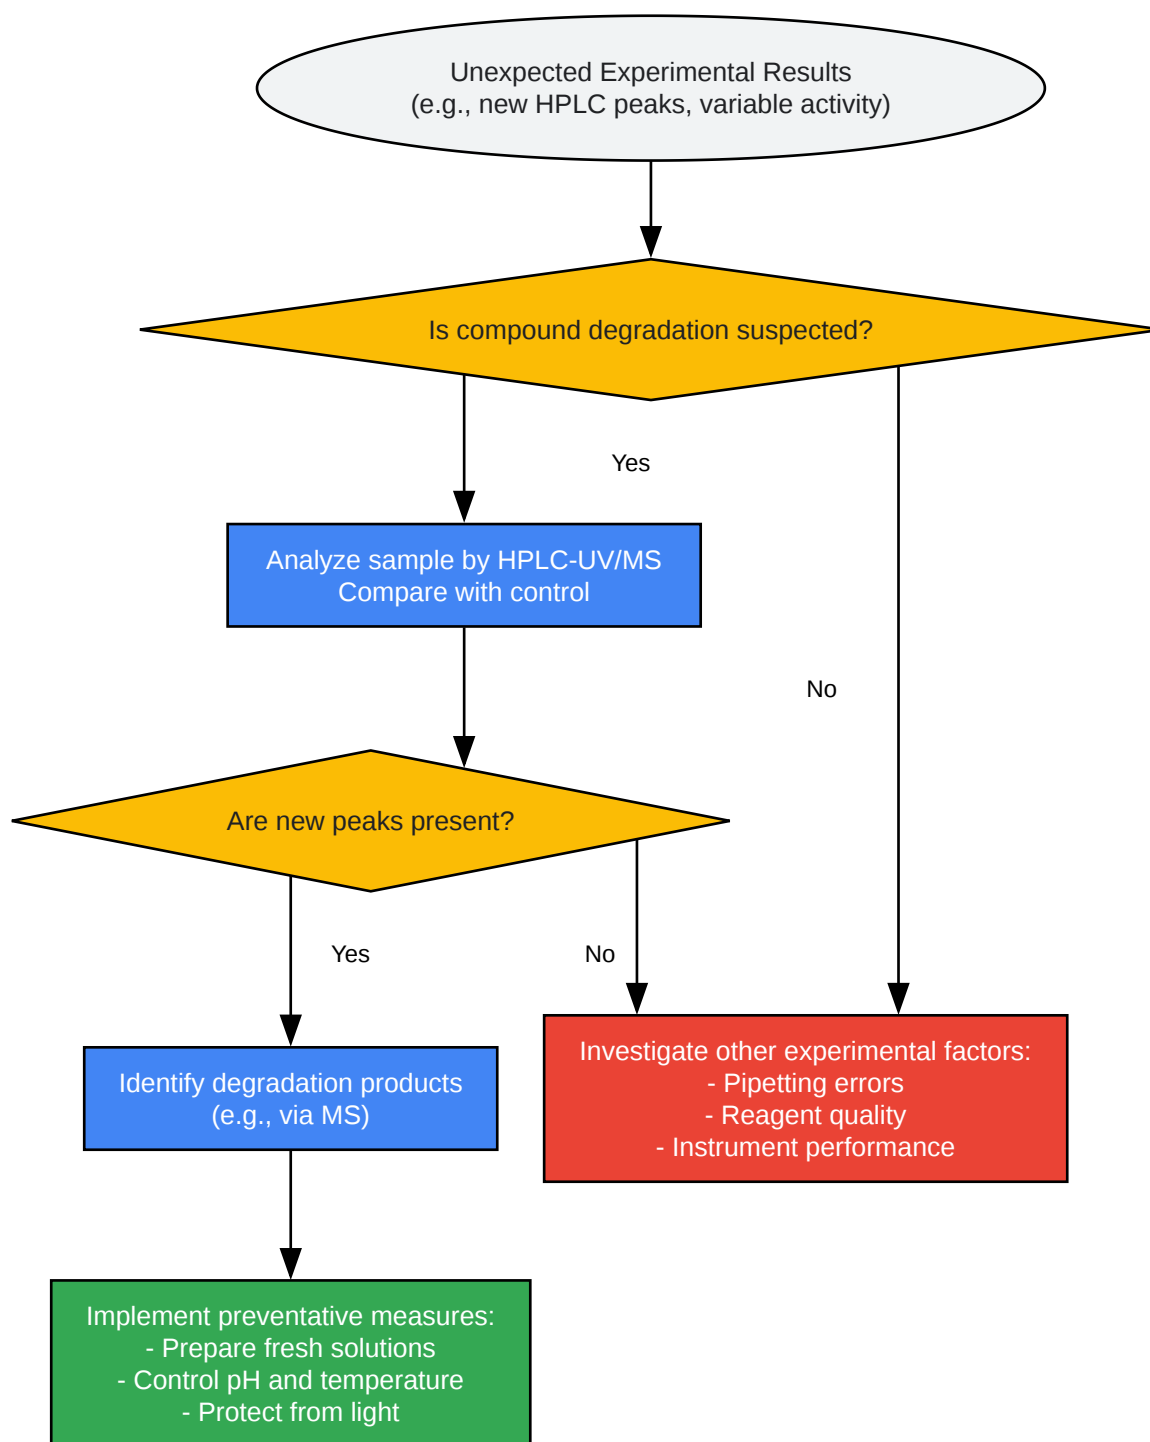 Unexpected Experimental Results
(e.g., new HPLC peaks, variable activity)
Is compound degradation suspected?
Yes
Analyze sample by HPLC-UV/MS
Compare with control
No
Are new peaks present?
Yes
No
Identify degradation products
(e.g., via MS)
Investigate other experimental factors:
- Pipetting errors
- Reagent quality
- Instrument performance
Implement preventative measures:
- Prepare fresh solutions
- Control pH and temperature
- Protect from light